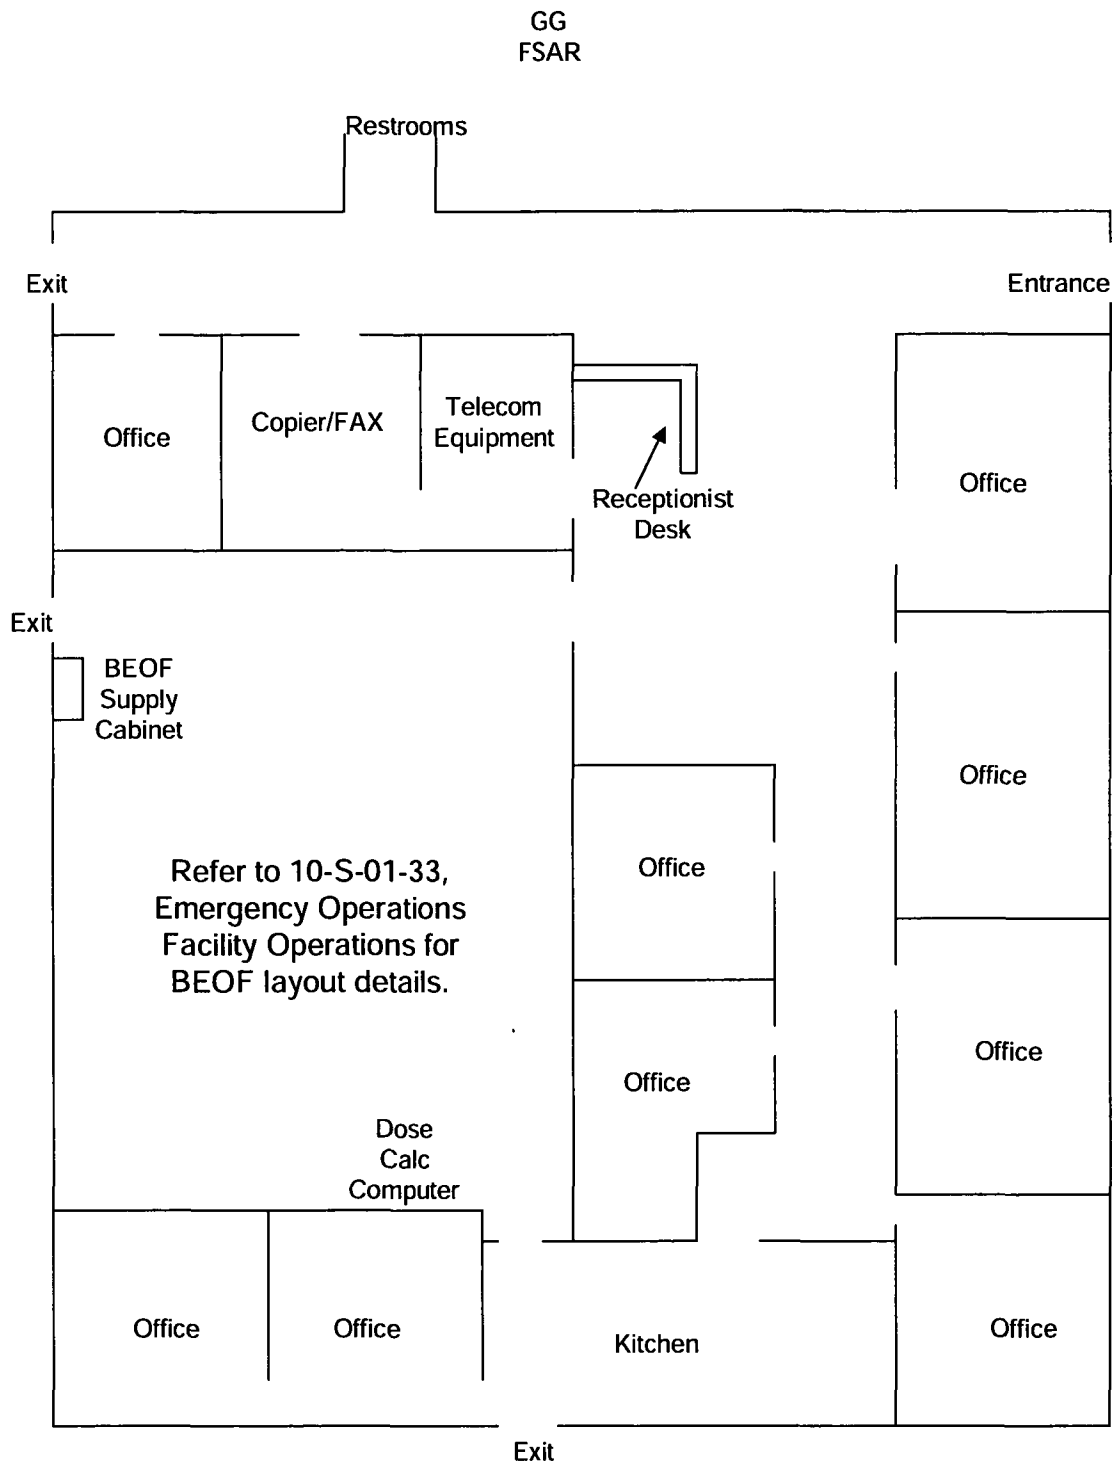 GG
FSAR
Restrooms
Exit
Entrance
Office
Copier/FAX
Telecom
Equipment
Receptionist
Desk
Office
Exit
BEOF
Supply
Cabinet
Office
Office
Refer to 10-S-01-33,
Emergency Operations
Facility Operations for
BEOF layout details.
Office
Office
Dose
Calc
Computer
Office
Office
Kitchen
Office
Exit